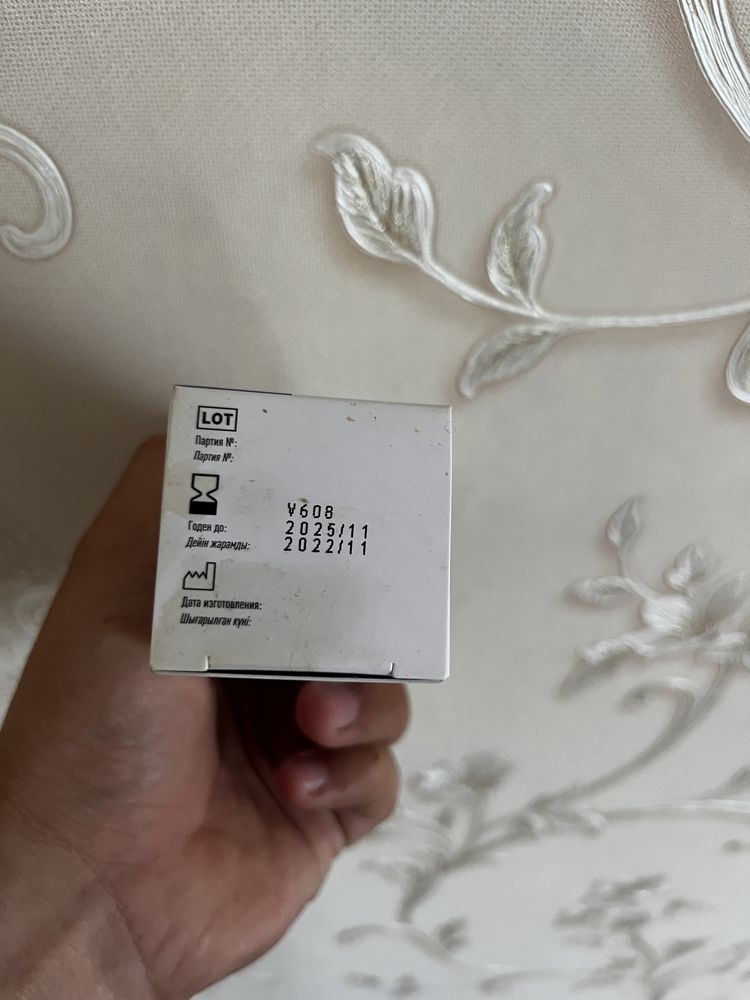 LOT
Партия №:
Партия №:
V608
Годен до:
2025/11
Дейін жарамды:
2022/11
Дата изготовления:
Шығарылған күні: